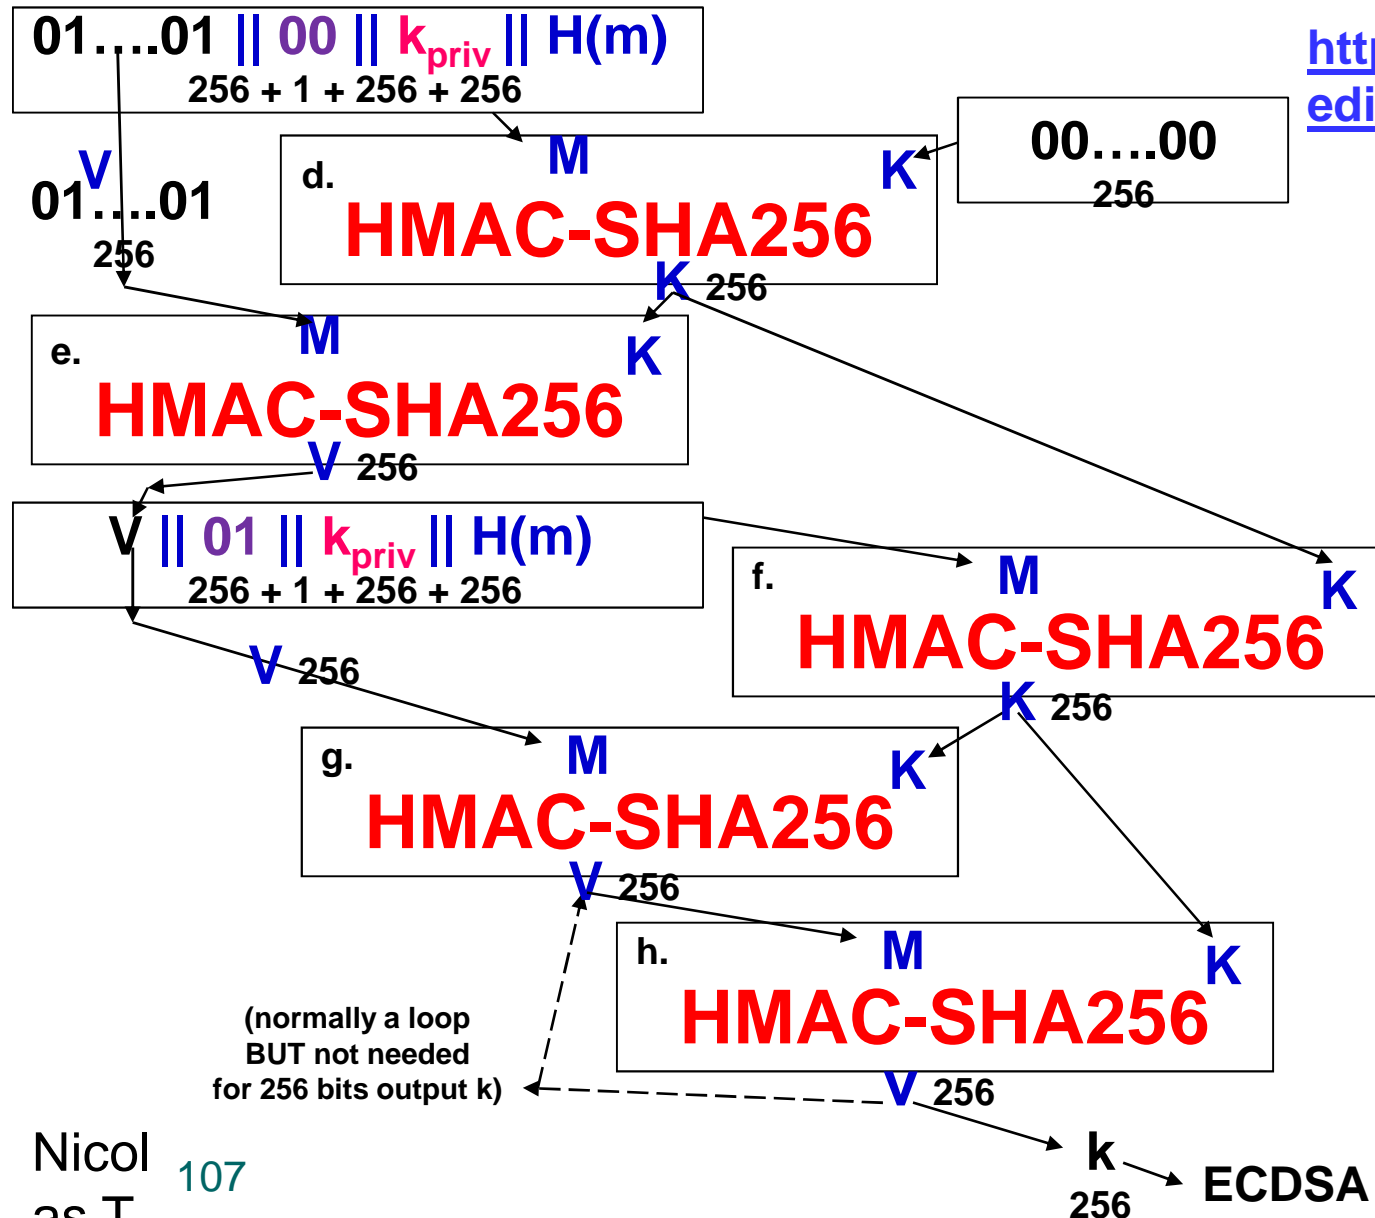 01….01 || 00 || kpriv || H(m)
256 + 1 + 256 + 256
http
edi
00….00
256
V
01….01
256
d.
M
K
HMAC-SHA256
K 256
e.
M
K
HMAC-SHA256
V 256
V || 01 || kpriv || H(m)
256 + 1 + 256 + 256
f.
M
K
HMAC-SHA256
K 256
V 256
g.
M
K
HMAC-SHA256
V 256
h.
M
K
HMAC-SHA256
V 256
(normally a loop
BUT not needed
for 256 bits output k)
k
256
ECDSA
Nicol
as T
107